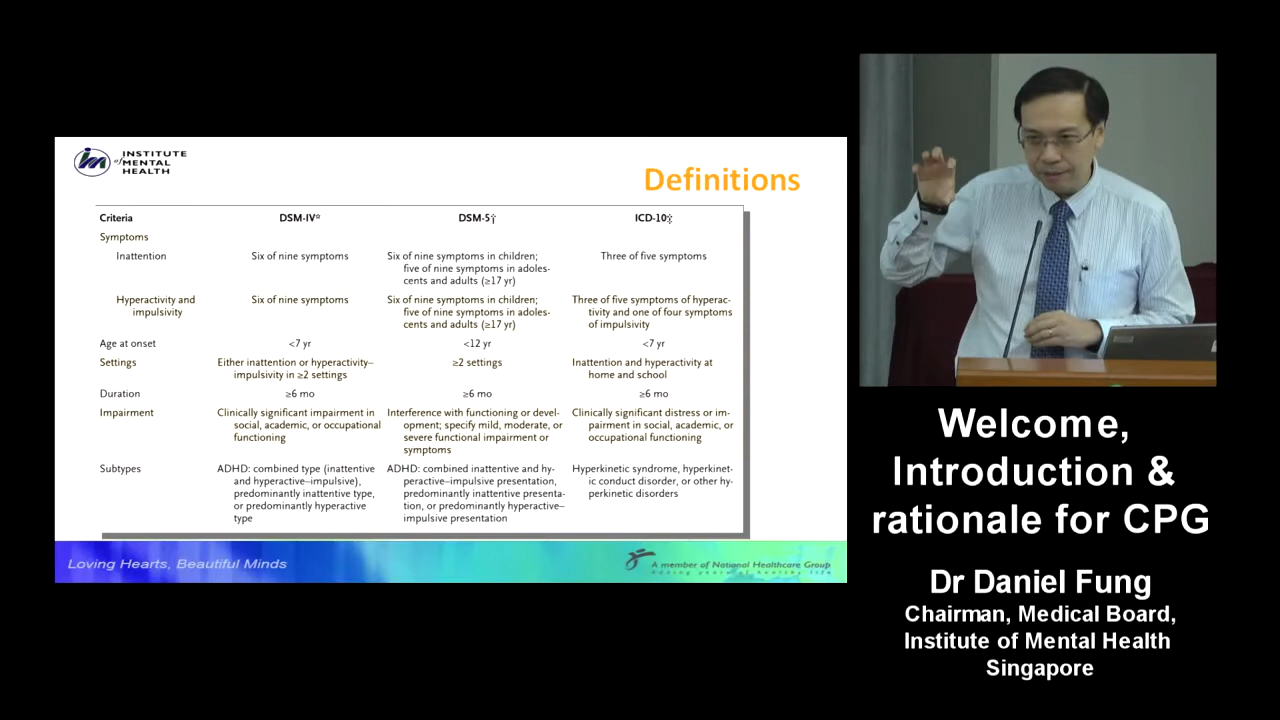 INSTITUTE
of MENTAL
HEALTH
Definitions
Criteria DSM-IV* DSM-5† ICD-10‡
Symptoms
Inattention Six of nine symptoms Six of nine symptoms in children; Three of five symptoms
five of nine symptoms in adoles-
cents and adults (≥17 yr)
Hyperactivity and Six of nine symptoms Six of nine symptoms in children; Three of five symptoms of hyperac-
impulsivity five of nine symptoms in adoles- tivity and one of four symptoms
cents and adults (≥17 yr) of impulsivity
Age at onset <7 yr <12 yr <7 yr
Settings Either inattention or hyperactivity– ≥2 settings Inattention and hyperactivity at
impulsivity in ≥2 settings home and school
Duration ≥6 mo ≥6 mo ≥6 mo
Impairment Clinically significant impairment in Interference with functioning or devel- Clinically significant distress or im-
social, academic, or occupational opment; specify mild, moderate, or pairment in social, academic, or
functioning severe functional impairment or occupational functioning
symptoms
Subtypes ADHD: combined type (inattentive ADHD: combined inattentive and hy- Hyperkinetic syndrome, hyperkinet-
and hyperactive–impulsive), peractive–impulsive presentation, ic conduct disorder, or other hy-
predominantly inattentive type, predominantly inattentive presenta- perkinetic disorders
or predominantly hyperactive tion, or predominantly hyperactive–
type impulsive presentation
Loving Hearts, Beautiful Minds
A member of National Healthcare Group
Adding years of healthy life
Welcome,
Introduction &
rationale for CPG
Dr Daniel Fung
Chairman, Medical Board,
Institute of Mental Health
Singapore